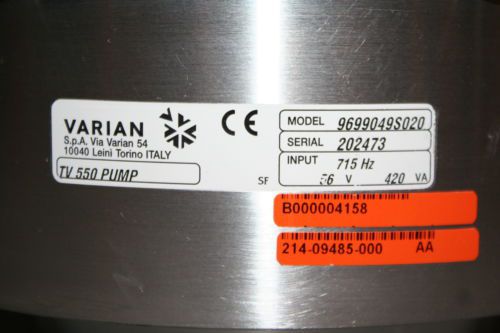 VARIAN
S.p.A. Via Varian 54
10040 Leini Torino ITALY
TV 550 PUMP
CE
SF
MODEL 9699049S020
SERIAL 202473
INPUT 715 Hz
56 V 420 VA
B000004158
214-09485-000 AA